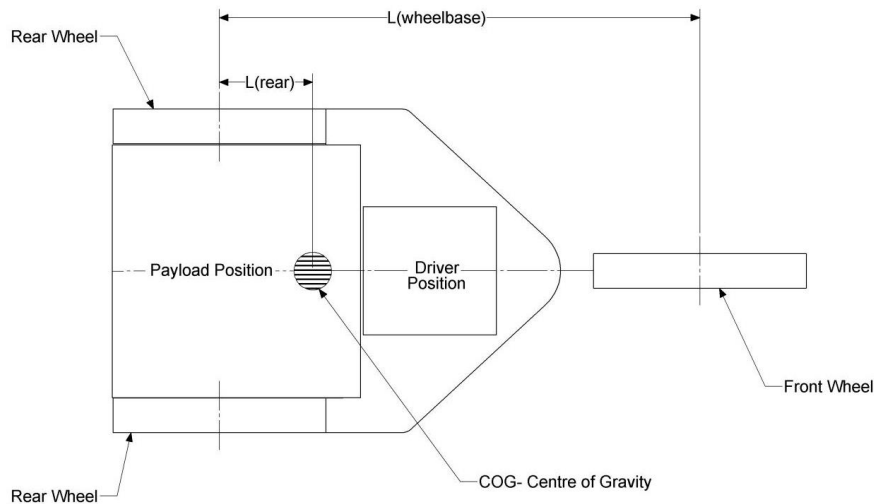 L(wheelbase)
Rear Wheel
L(rear)
Payload Position
Driver
Position
Front Wheel
COG- Centre of Gravity
Rear Wheel